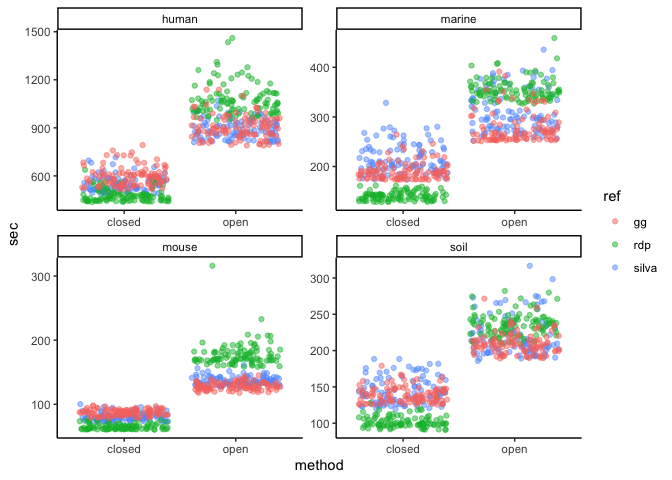 human
marine
1500
1200
900
600
400
300
200
closed
open
closed
open
sec
mouse
soil
300
200
100
300
250
200
150
100
closed
open
closed
open
method
ref
gg
rdp
silva